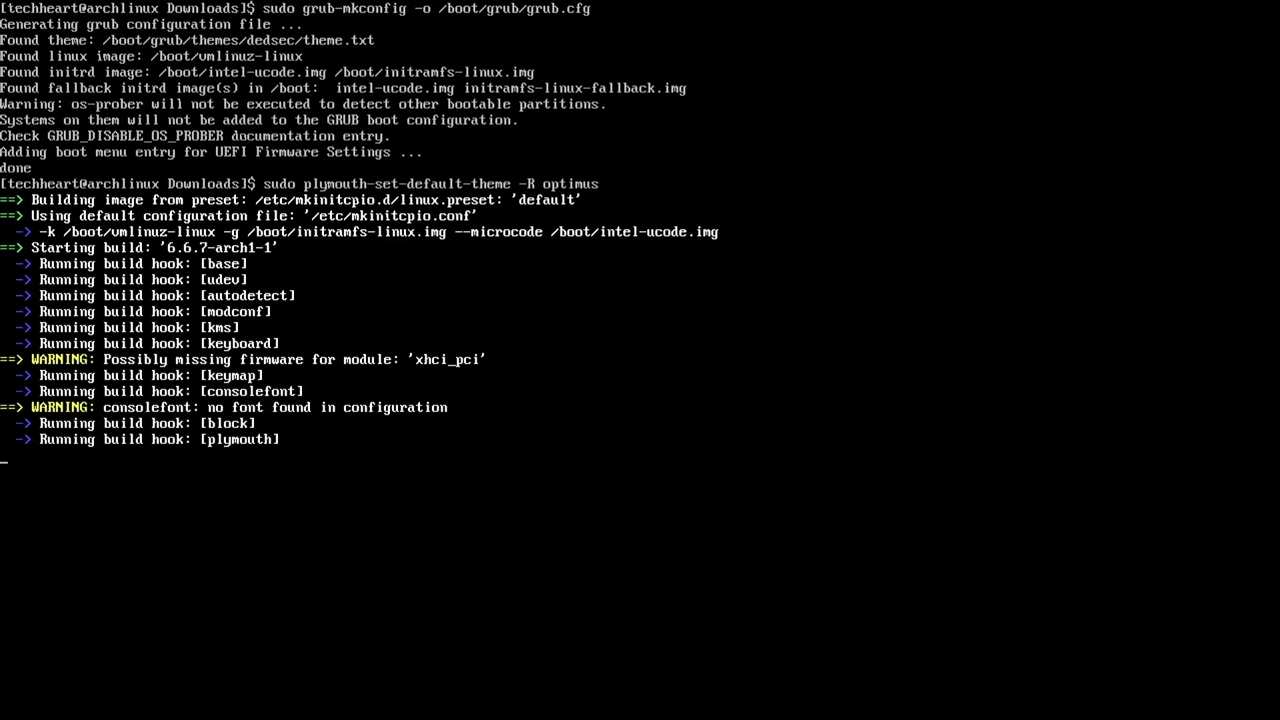 [techheart@archlinux Downloads]$ sudo grub-mkconfig -o /boot/grub/grub.cfg
Generating grub configuration file ...
Found theme: /boot/grub/themes/dedsec/theme.txt
Found linux image: /boot/vmlinuz-linux
Found initrd image: /boot/intel-ucode.img /boot/initramfs-linux.img
Found fallback initrd image(s) in /boot:  intel-ucode.img initramfs-linux-fallback.img
Warning: os-prober will not be executed to detect other bootable partitions.
Systems on them will not be added to the GRUB boot configuration.
Check GRUB_DISABLE_OS_PROBER documentation entry.
Adding boot menu entry for UEFI Firmware Settings ...
done
[techheart@archlinux Downloads]$ sudo plymouth-set-default-theme -R optimus
==> Building image from preset: /etc/mkinitcpio.d/linux.preset: 'default'
==> Using default configuration file: '/etc/mkinitcpio.conf'
  -> -k /boot/vmlinuz-linux -g /boot/initramfs-linux.img --microcode /boot/intel-ucode.img
==> Starting build: '6.6.7-arch1-1'
  -> Running build hook: [base]
  -> Running build hook: [udev]
  -> Running build hook: [autodetect]
  -> Running build hook: [modconf]
  -> Running build hook: [kms]
  -> Running build hook: [keyboard]
==> WARNING: Possibly missing firmware for module: 'xhci_pci'
  -> Running build hook: [keymap]
  -> Running build hook: [consolefont]
==> WARNING: consolefont: no font found in configuration
  -> Running build hook: [block]
  -> Running build hook: [plymouth]